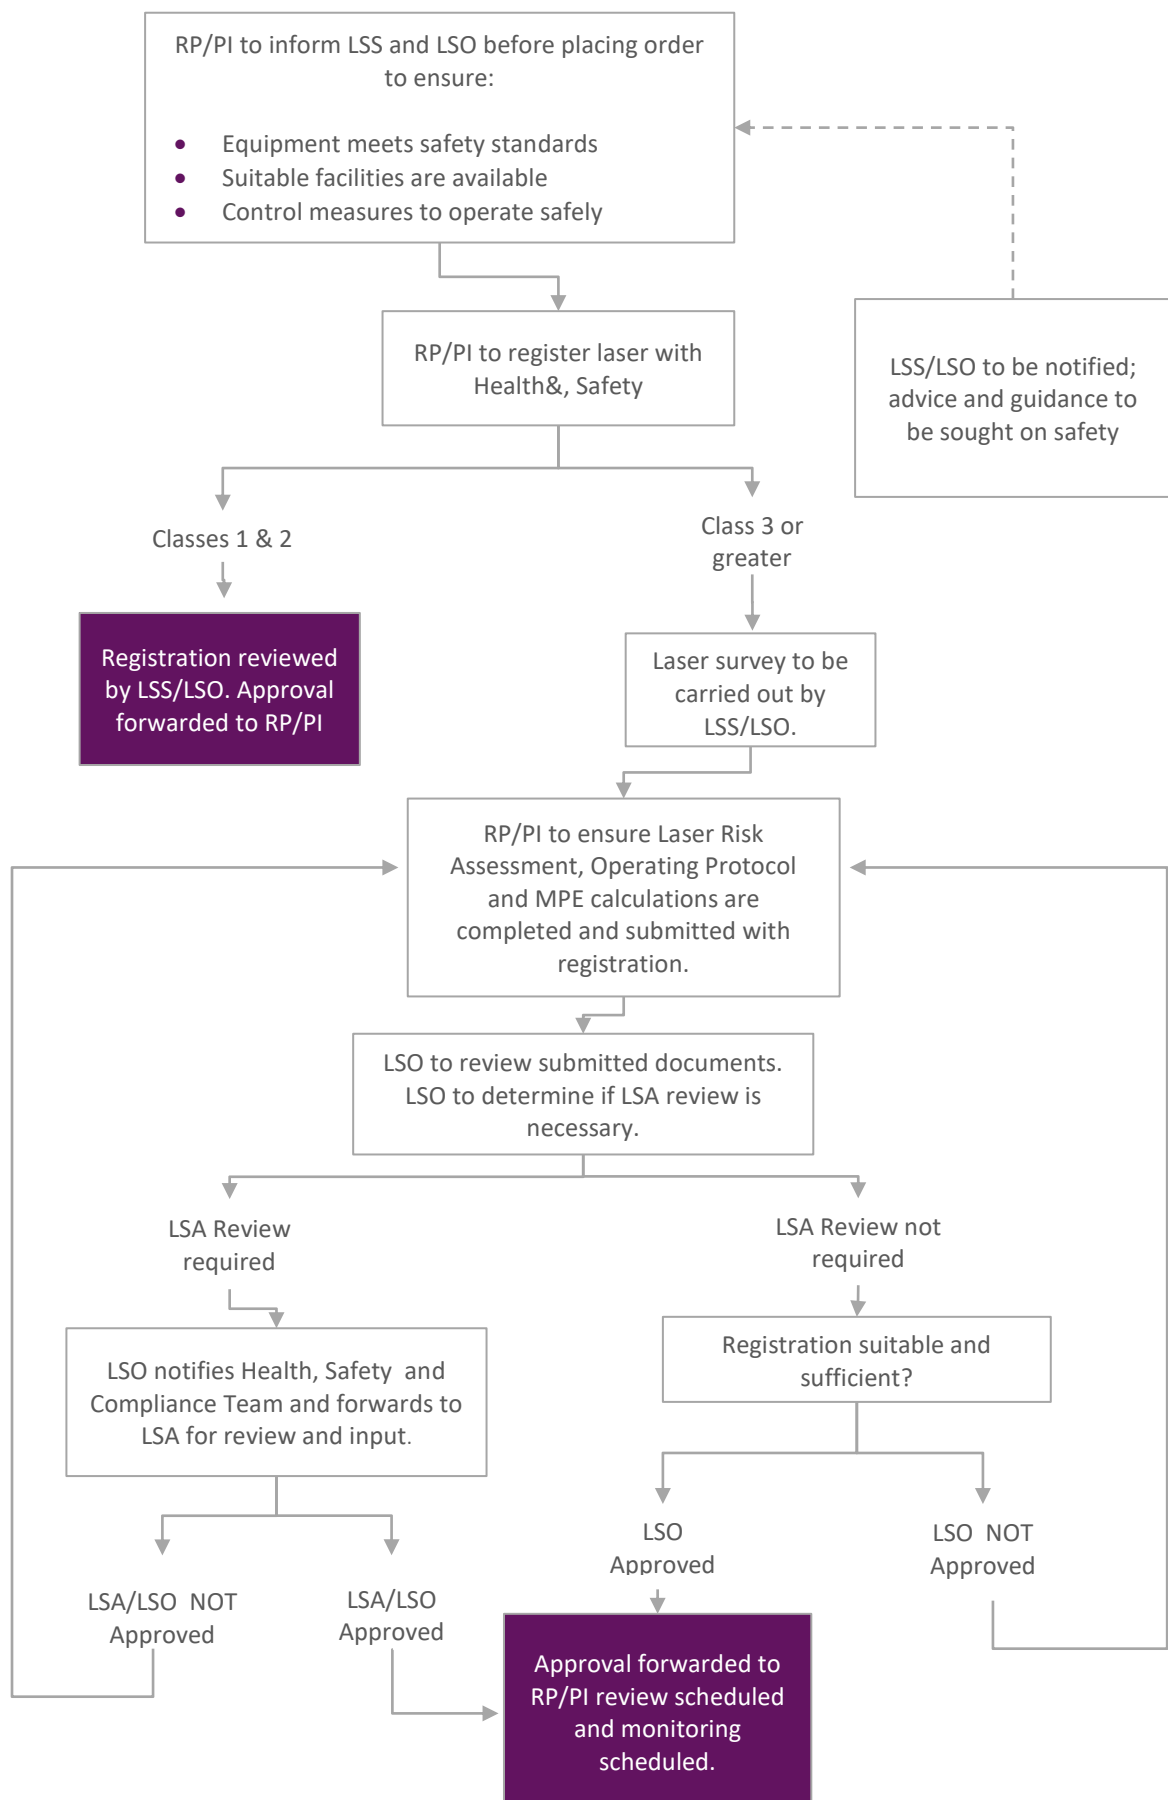 RP/PI to inform LSS and LSO before placing order
to ensure:
• Equipment meets safety standards
• Suitable facilities are available
• Control measures to operate safely
RP/PI to register laser with
Health&, Safety
LSS/LSO to be notified;
advice and guidance to
be sought on safety
Classes 1 & 2
Class 3 or
greater
Registration reviewed
by LSS/LSO. Approval
forwarded to RP/PI
Laser survey to be
carried out by
LSS/LSO.
RP/PI to ensure Laser Risk
Assessment, Operating Protocol
and MPE calculations are
completed and submitted with
registration.
LSO to review submitted documents.
LSO to determine if LSA review is
necessary.
LSA Review
required
LSA Review not
required
LSO notifies Health, Safety  and
Compliance Team and forwards to
LSA for review and input.
Registration suitable and
sufficient?
LSO
Approved
LSO  NOT
Approved
LSA/LSO  NOT
Approved
LSA/LSO
Approved
Approval forwarded to
RP/PI review scheduled
and monitoring
scheduled.